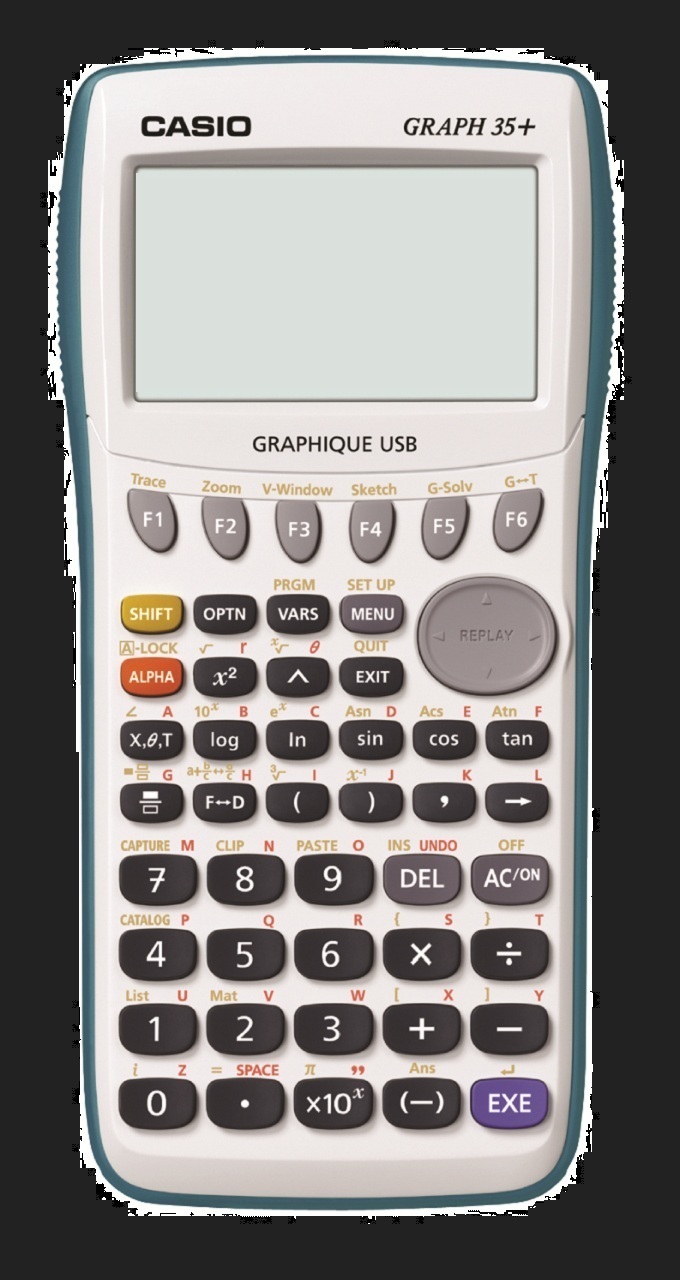 CASIO GRAPH 35+
GRAPHIQUE USB
Trace Zoom V-Window Sketch G-Solv G↔T
F1 F2 F3 F4 F5 F6
PRGM SET UP
SHIFT OPTN VARS MENU
REPLAY
A-LOCK √ r ˣ√ θ QUIT
ALPHA x² ^ EXIT
∠ A 10ˣ B eˣ C Asn D Acs E Atn F
X,θ,T log ln sin cos tan
G a+b/c↔d/c H ³√ I x⁻¹ J K L
F↔D ( ) , →
CAPTURE M CLIP N PASTE O INS UNDO OFF
7 8 9 DEL AC/ON
CATALOG P Q R { S } T
4 5 6 × ÷
List U Mat V W [ X ] Y
1 2 3 + −
i Z = SPACE π ” Ans ↵
0 . ×10ˣ (−) EXE